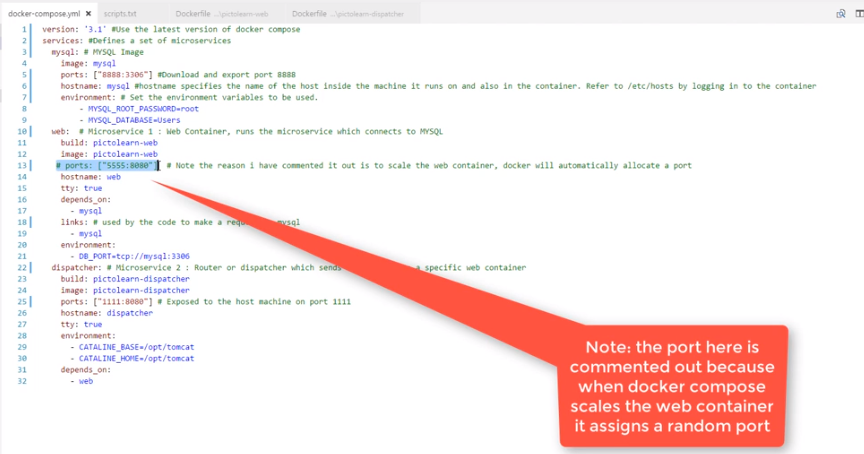 docker-compose.yml × scripts.txt Dockerfile ...\pictolearn-web Dockerfile ...\pictolearn-dispatcher
1 version: '3.1' #Use the latest version of docker compose
2 services: #Defines a set of microservices
3 mysql: # MYSQL Image
4 image: mysql
5 ports: ["8888:3306"] #Download and export port 8888
6 hostname: mysql #hostname specifies the name of the host inside the machine it runs on and also in the container. Refer to /etc/hosts by logging in to the container
7 environment: # Set the environment variables to be used.
8 - MYSQL_ROOT_PASSWORD=root
9 - MYSQL_DATABASE=Users
10 web: # Microservice 1 : Web Container, runs the microservice which connects to MYSQL
11 build: pictolearn-web
12 image: pictolearn-web
13 # ports: ["5555:8080"] # Note the reason i have commented it out is to scale the web container, docker will automatically allocate a port
14 hostname: web
15 tty: true
16 depends_on:
17 - mysql
18 links: # used by the code to make a mysql
19 - mysql
20 environment:
21 - DB_PORT=tcp://mysql:3306
22 dispatcher: # Microservice 2 : Router or dispatcher which sends a specific web container
23 build: pictolearn-dispatcher
24 image: pictolearn-dispatcher
25 ports: ["1111:8080"] # Exposed to the host machine on port 1111
26 hostname: dispatcher
27 tty: true
28 environment:
29 - CATALINE_BASE=/opt/tomcat
30 - CATALINE_HOME=/opt/tomcat
31 depends_on:
32 - web
Note: the port here is
commented out because
when docker compose
scales the web container
it assigns a random port